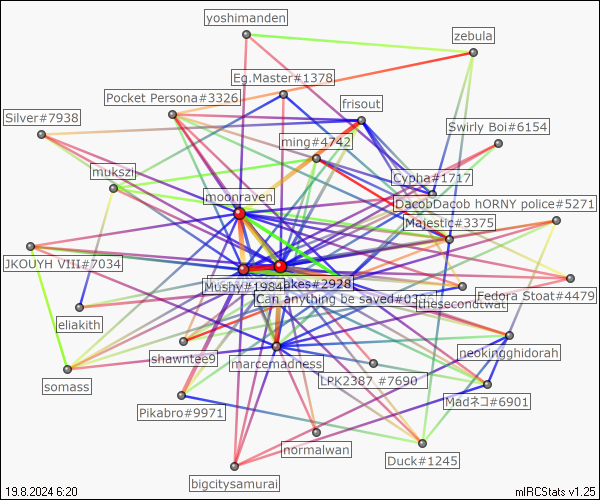 yoshimanden
zebula
Eg.Master#1378
Pocket Persona#3326
frisout
Silver#7938
Swirly Boi#6154
ming#4742
mukszii
Cypha#1717
moonraven
DacobDacob hORNY police#5271
Majestic#3375
JKOUYH VIII#7034
Mushy#1984
akes#2928
Can anything be saved#0
thesecondtwat
Fedora Stoat#4479
eliakith
neokingghidorah
shawntee9
marcemadness
LPK2387 #7690
somass
Madネコ#6901
Pikabro#9971
normalwan
Duck#1245
bigcitysamurai
19.8.2024 6:20
mIRCStats v1.25